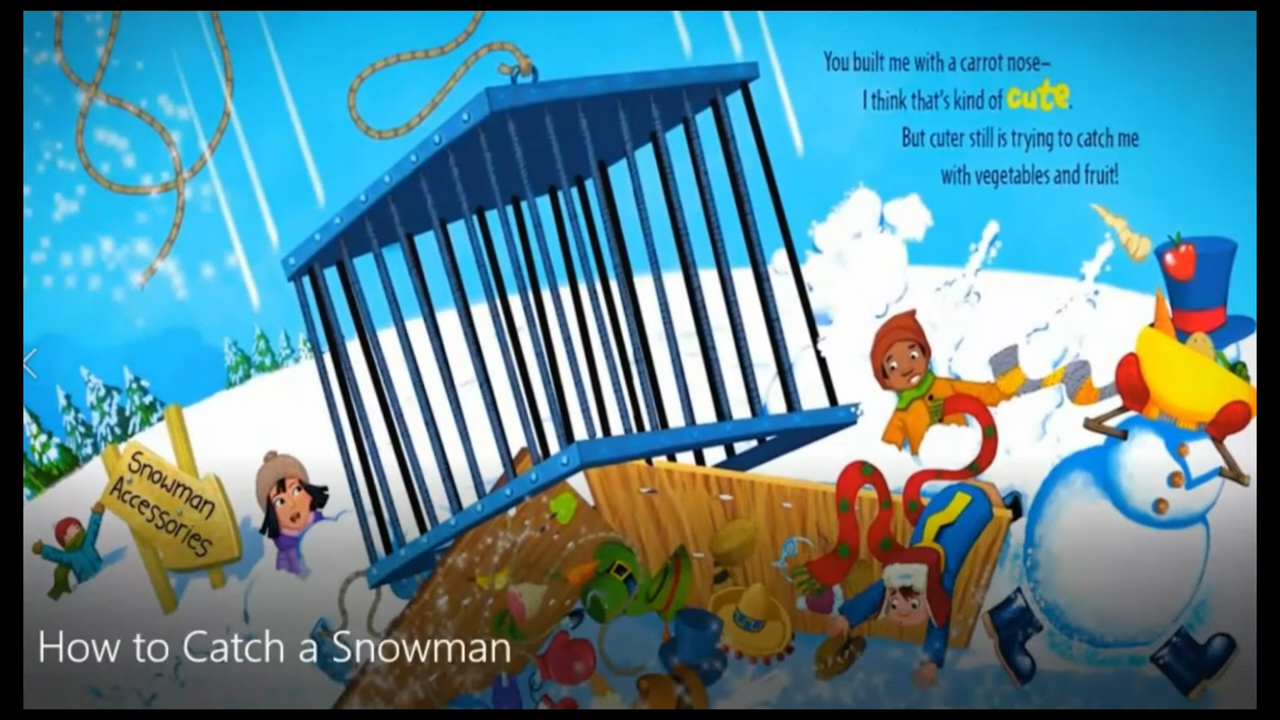 You built me with a carrot nose–
I think that's kind of cute.
But cuter still is trying to catch me
with vegetables and fruit!
Snowman
Accessories
How to Catch a Snowman